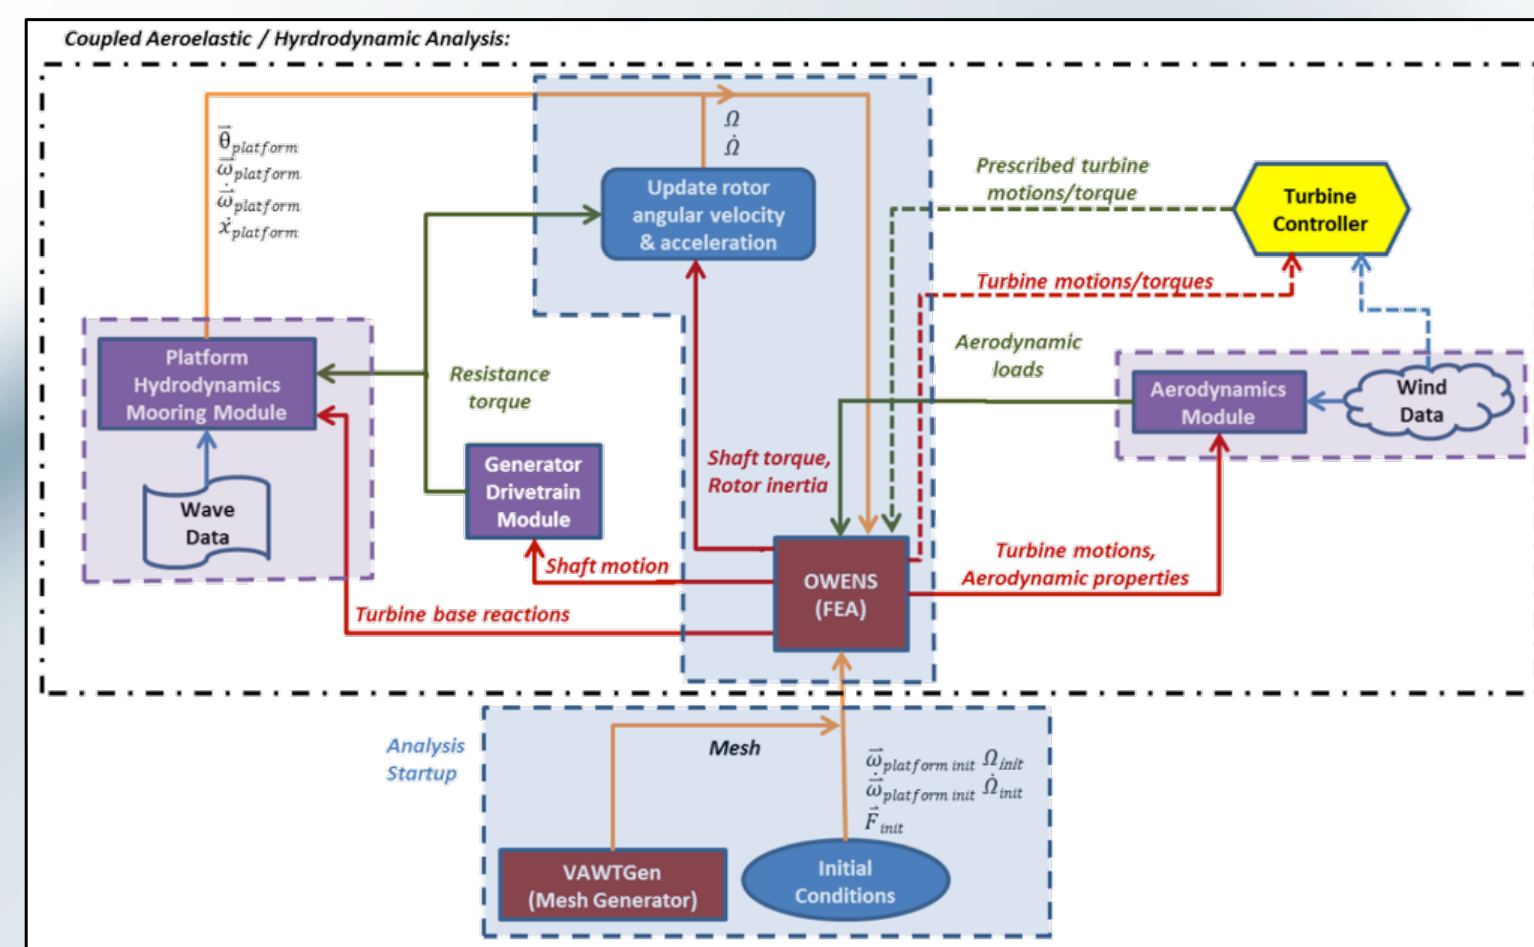 Coupled Aeroelastic / Hyrdrodynamic Analysis:
θ⃗platform
ω⃗platform
ω̇⃗platform
ẋplatform
Ω
Ω̇
Update rotor
angular velocity
& acceleration
Prescribed turbine
motions/torque
Turbine
Controller
Turbine motions/torques
Platform
Hydrodynamics
Mooring Module
Resistance
torque
Aerodynamic
loads
Aerodynamics
Module
Wind
Data
Wave
Data
Generator
Drivetrain
Module
Shaft torque,
Rotor inertia
Shaft motion
OWENS
(FEA)
Turbine motions,
Aerodynamic properties
Turbine base reactions
Analysis
Startup
Mesh
ω⃗platform init Ωinit
ω̇⃗platform init Ω̇init
F⃗init
VAWTGen
(Mesh Generator)
Initial
Conditions